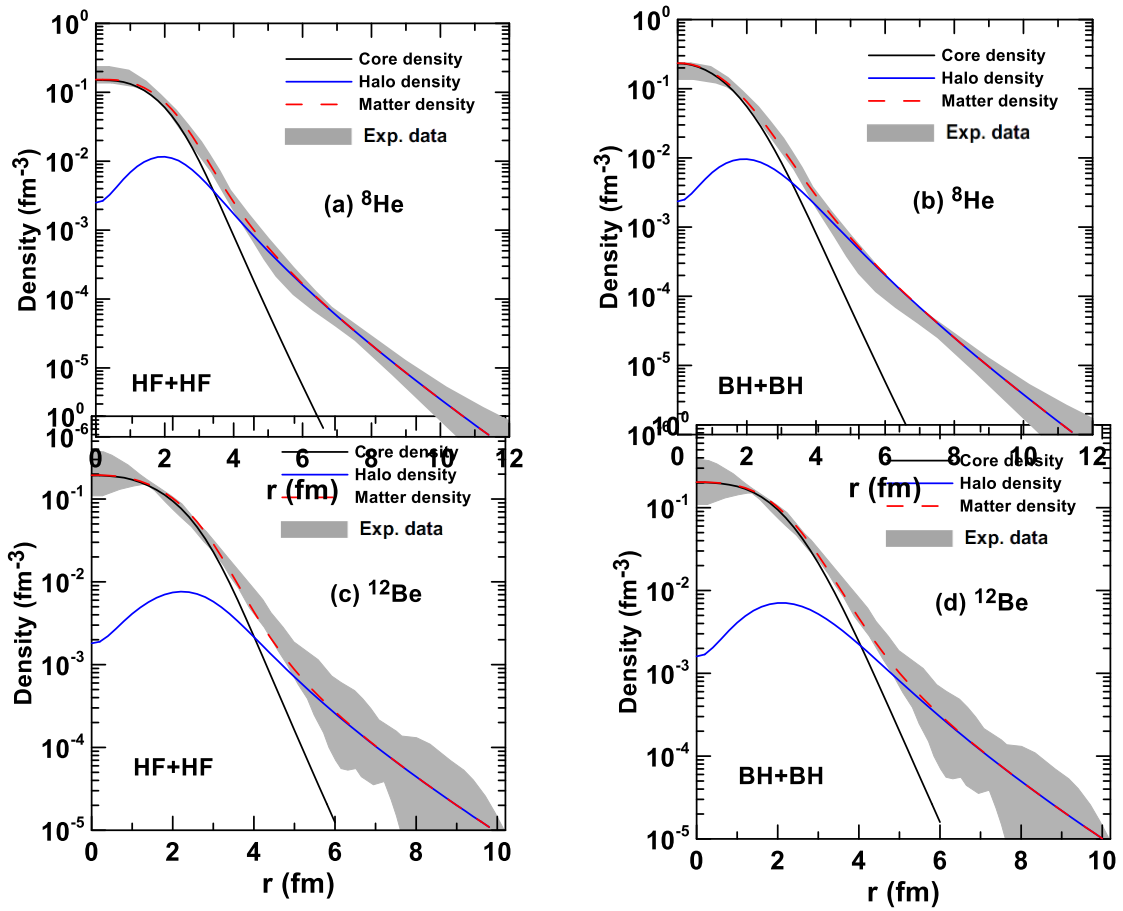 10^0
10^-1
10^-2
10^-3
10^-4
10^-5
10^-6
Density (fm^-3)
Core density
Halo density
Matter density
Exp. data
(a) ^8He
HF+HF
0 2 4 6 8 10 12
r (fm)
10^0
10^-1
10^-2
10^-3
10^-4
10^-5
Density (fm^-3)
Core density
Halo density
Matter density
Exp. data
(b) ^8He
BH+BH
0 2 4 6 8 10 12
r (fm)
10^0
10^-1
10^-2
10^-3
10^-4
10^-5
Density (fm^-3)
Core density
Halo density
Matter density
Exp. data
(c) ^12Be
HF+HF
0 2 4 6 8 10
r (fm)
10^0
10^-1
10^-2
10^-3
10^-4
10^-5
Density (fm^-3)
Core density
Halo density
Matter density
Exp. data
(d) ^12Be
BH+BH
0 2 4 6 8 10
r (fm)